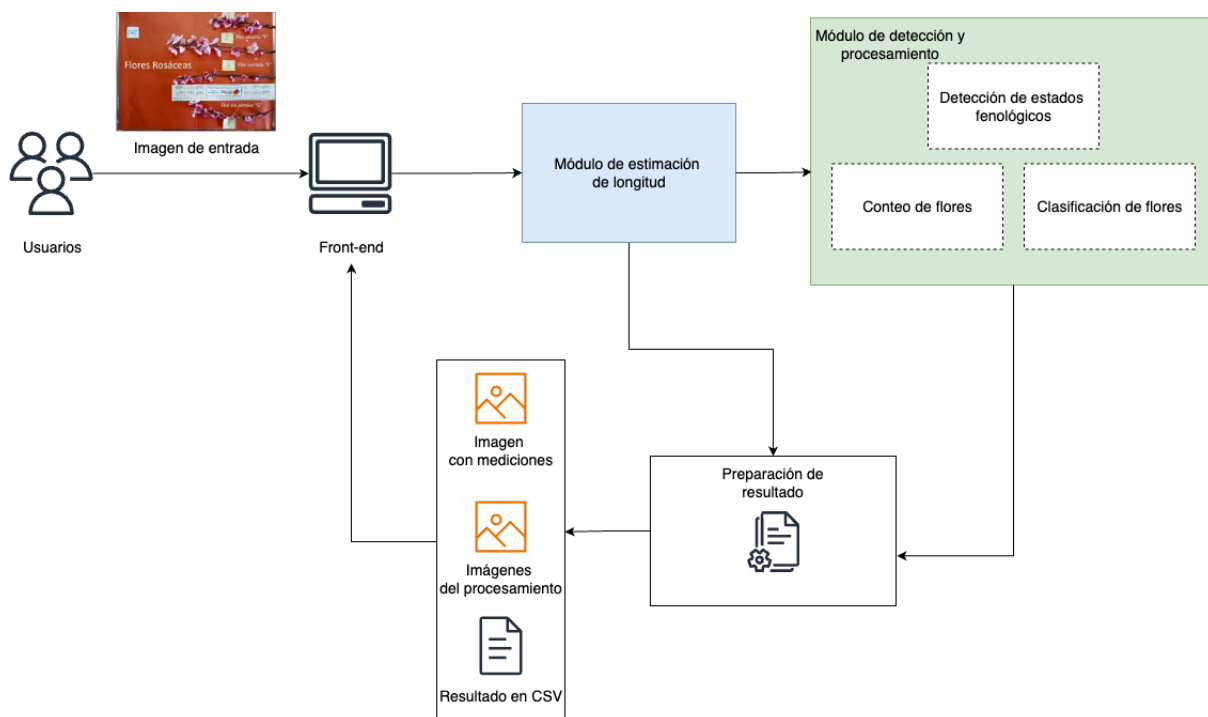 Flores Rosáceas
Imagen de entrada
Usuarios
Front-end
Módulo de estimación
de longitud
Módulo de detección y
procesamiento
Detección de estados
fenológicos
Conteo de flores
Clasificación de flores
Imagen
con mediciones
Imágenes
del procesamiento
Resultado en CSV
Preparación de
resultado